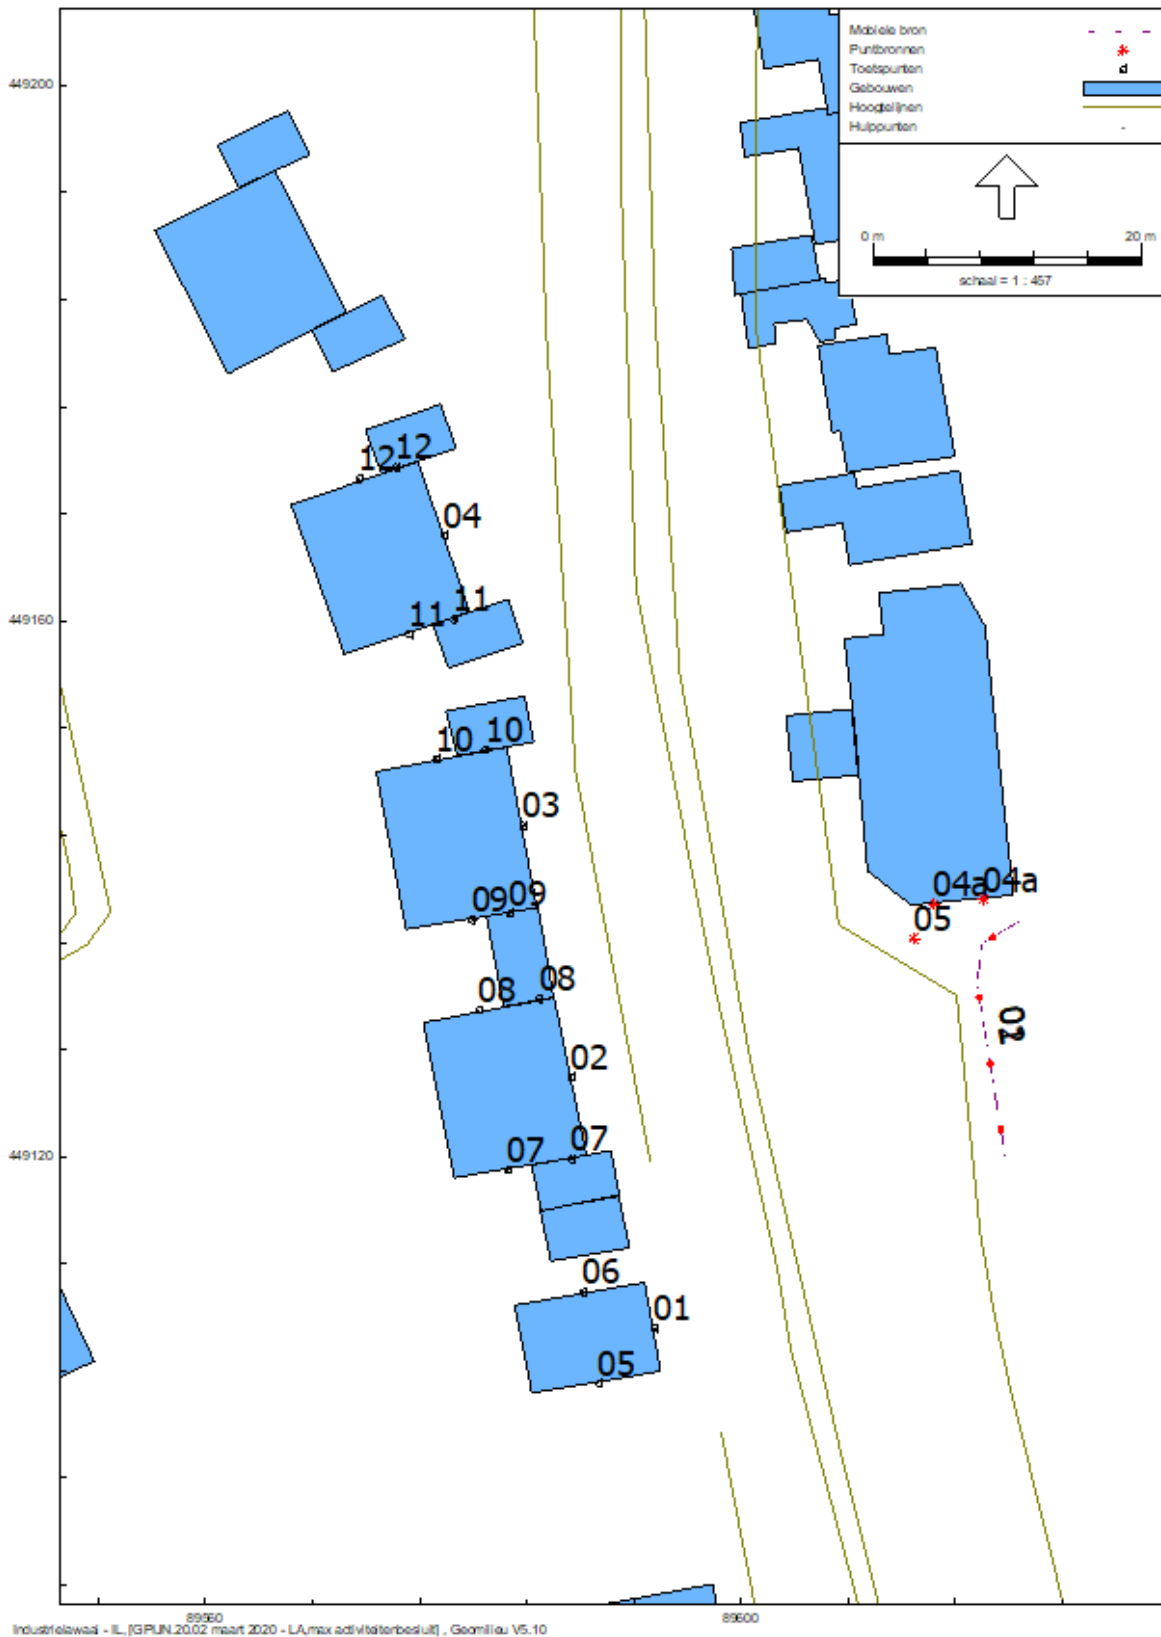 Mobiele bron
Puntbronnen
Toetspunten
Gebouwen
Hoogtelijnen
Hulppunten
0 m 20 m
schaal = 1 : 457
449200
12 12
04
11 11
449160
10 10
03
09 09
04a 04a
05
08 08
02
02
07 07
449120
06
01
05
89560 89600
Industrielawaai - IL, [GPLIN.20.02 maart 2020 - LA,max activiteitenbesluit] , Geomilieu V5.10